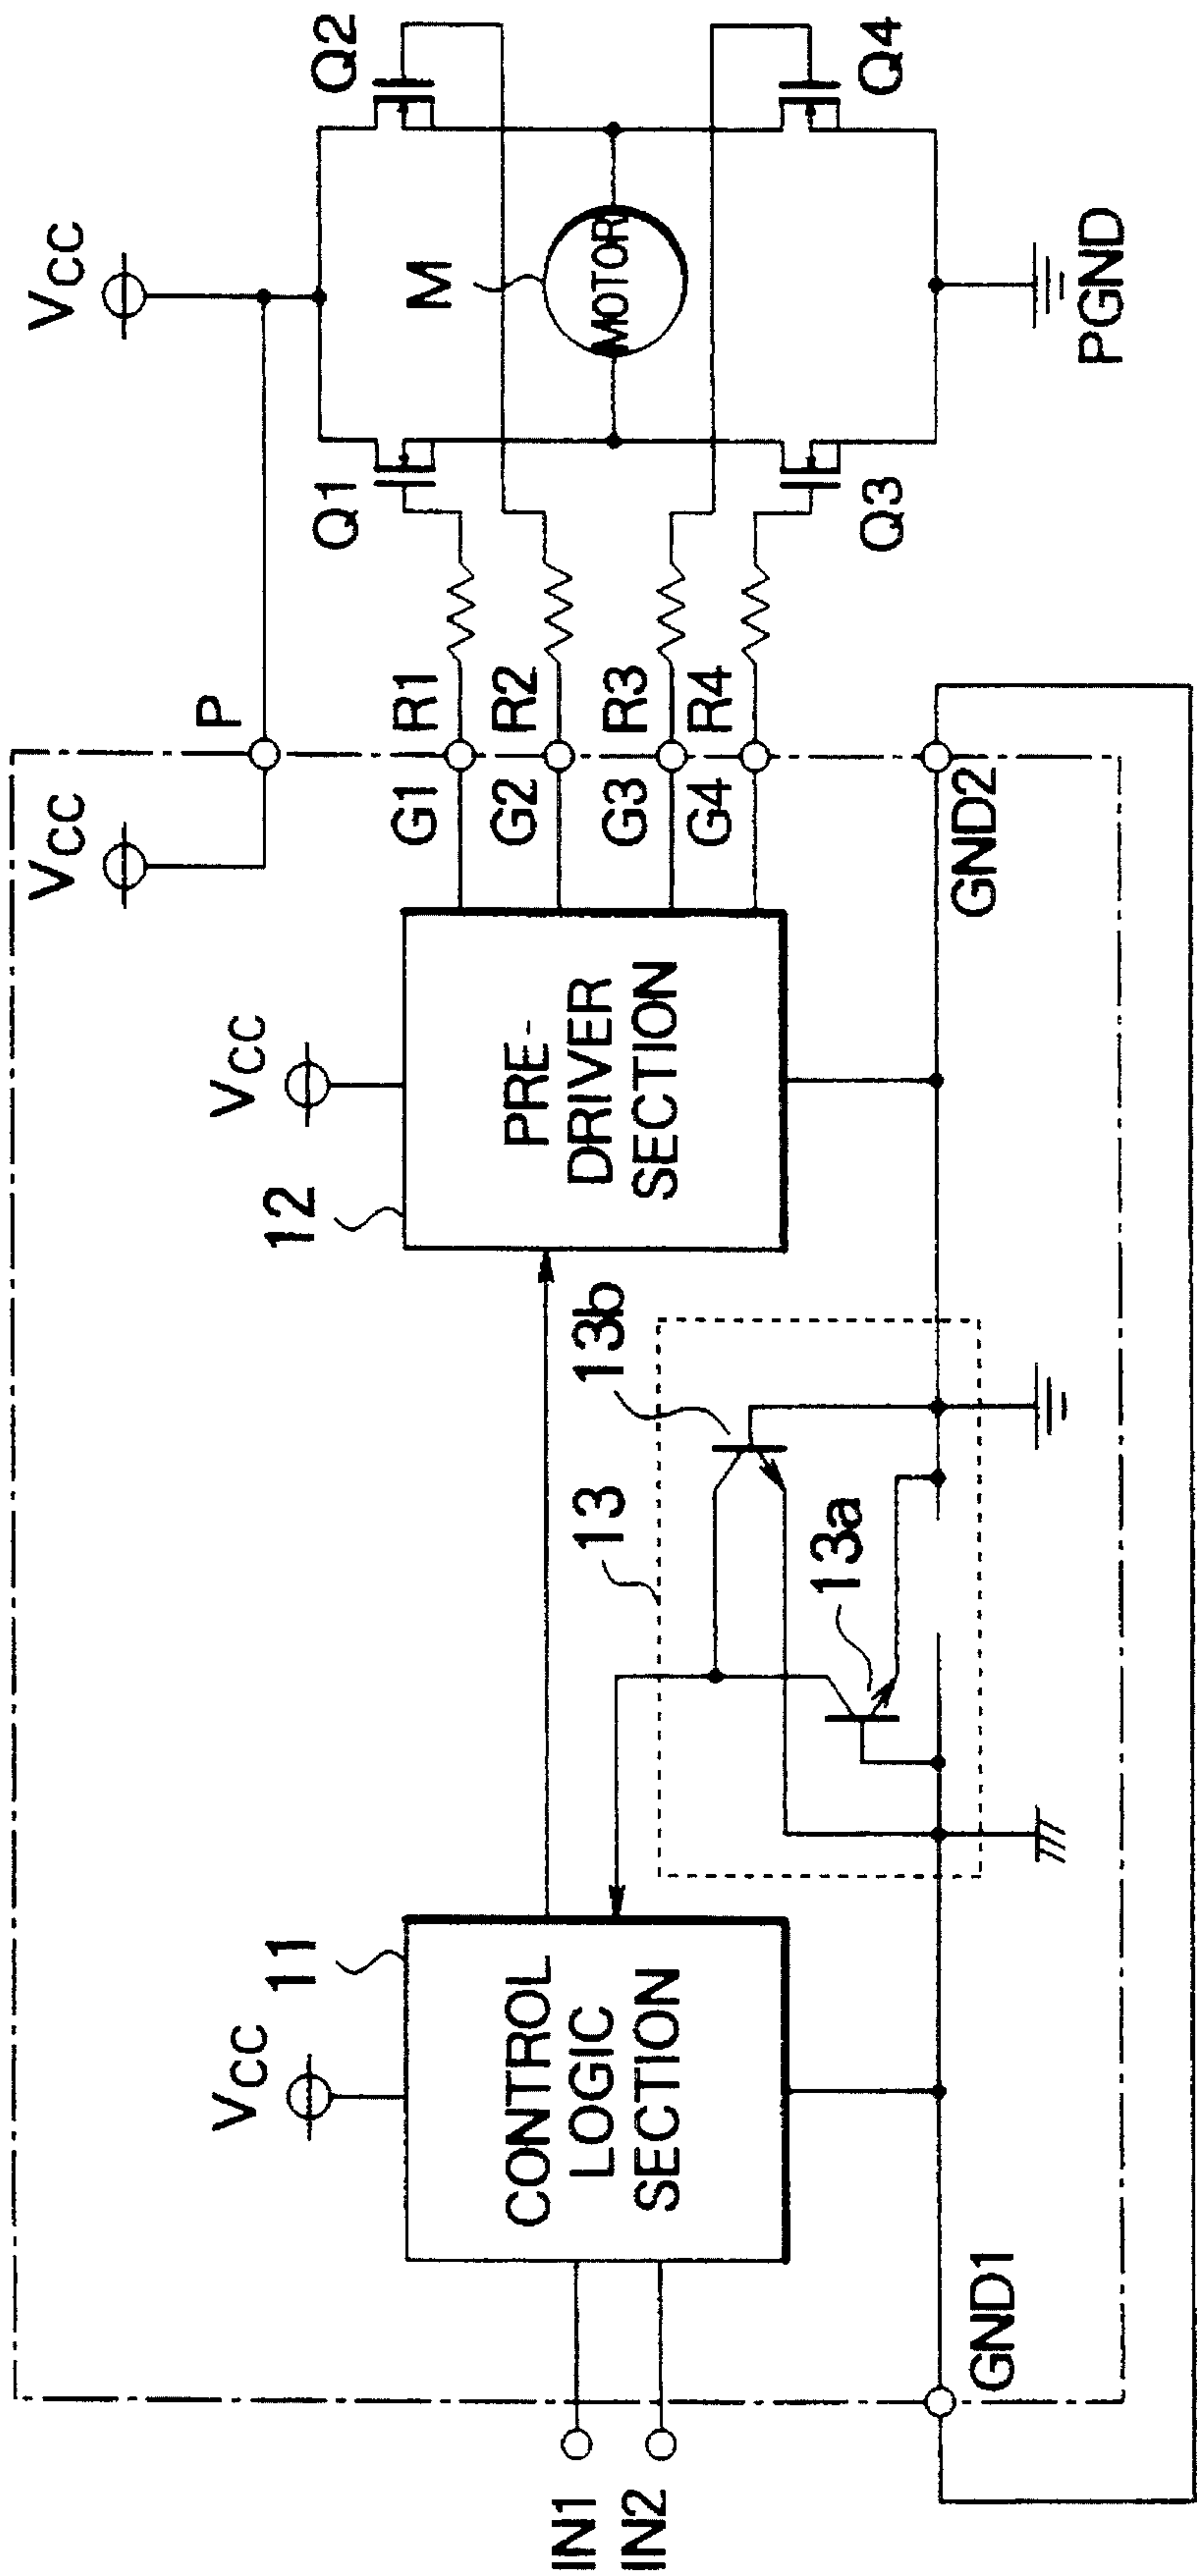 VCC
VCC
P
VCC
VCC
12
11
IN1
IN2
CONTROL
LOGIC
SECTION
PRE-
DRIVER
SECTION
13
13b
13a
G1
R1
G2
R2
G3
R3
G4
R4
Q1
Q2
M
MOTOR
Q3
Q4
GND1
GND2
PGND